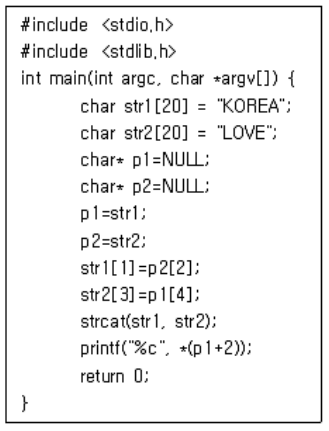 #include <stdio.h>
#include <stdlib.h>
int main(int argc, char *argv[]) {
char str1[20] = "KOREA";
char str2[20] = "LOVE";
char* p1=NULL;
char* p2=NULL;
p1=str1;
p2=str2;
str1[1]=p2[2];
str2[3]=p1[4];
strcat(str1, str2);
printf("%c", *(p1+2));
return 0;
}